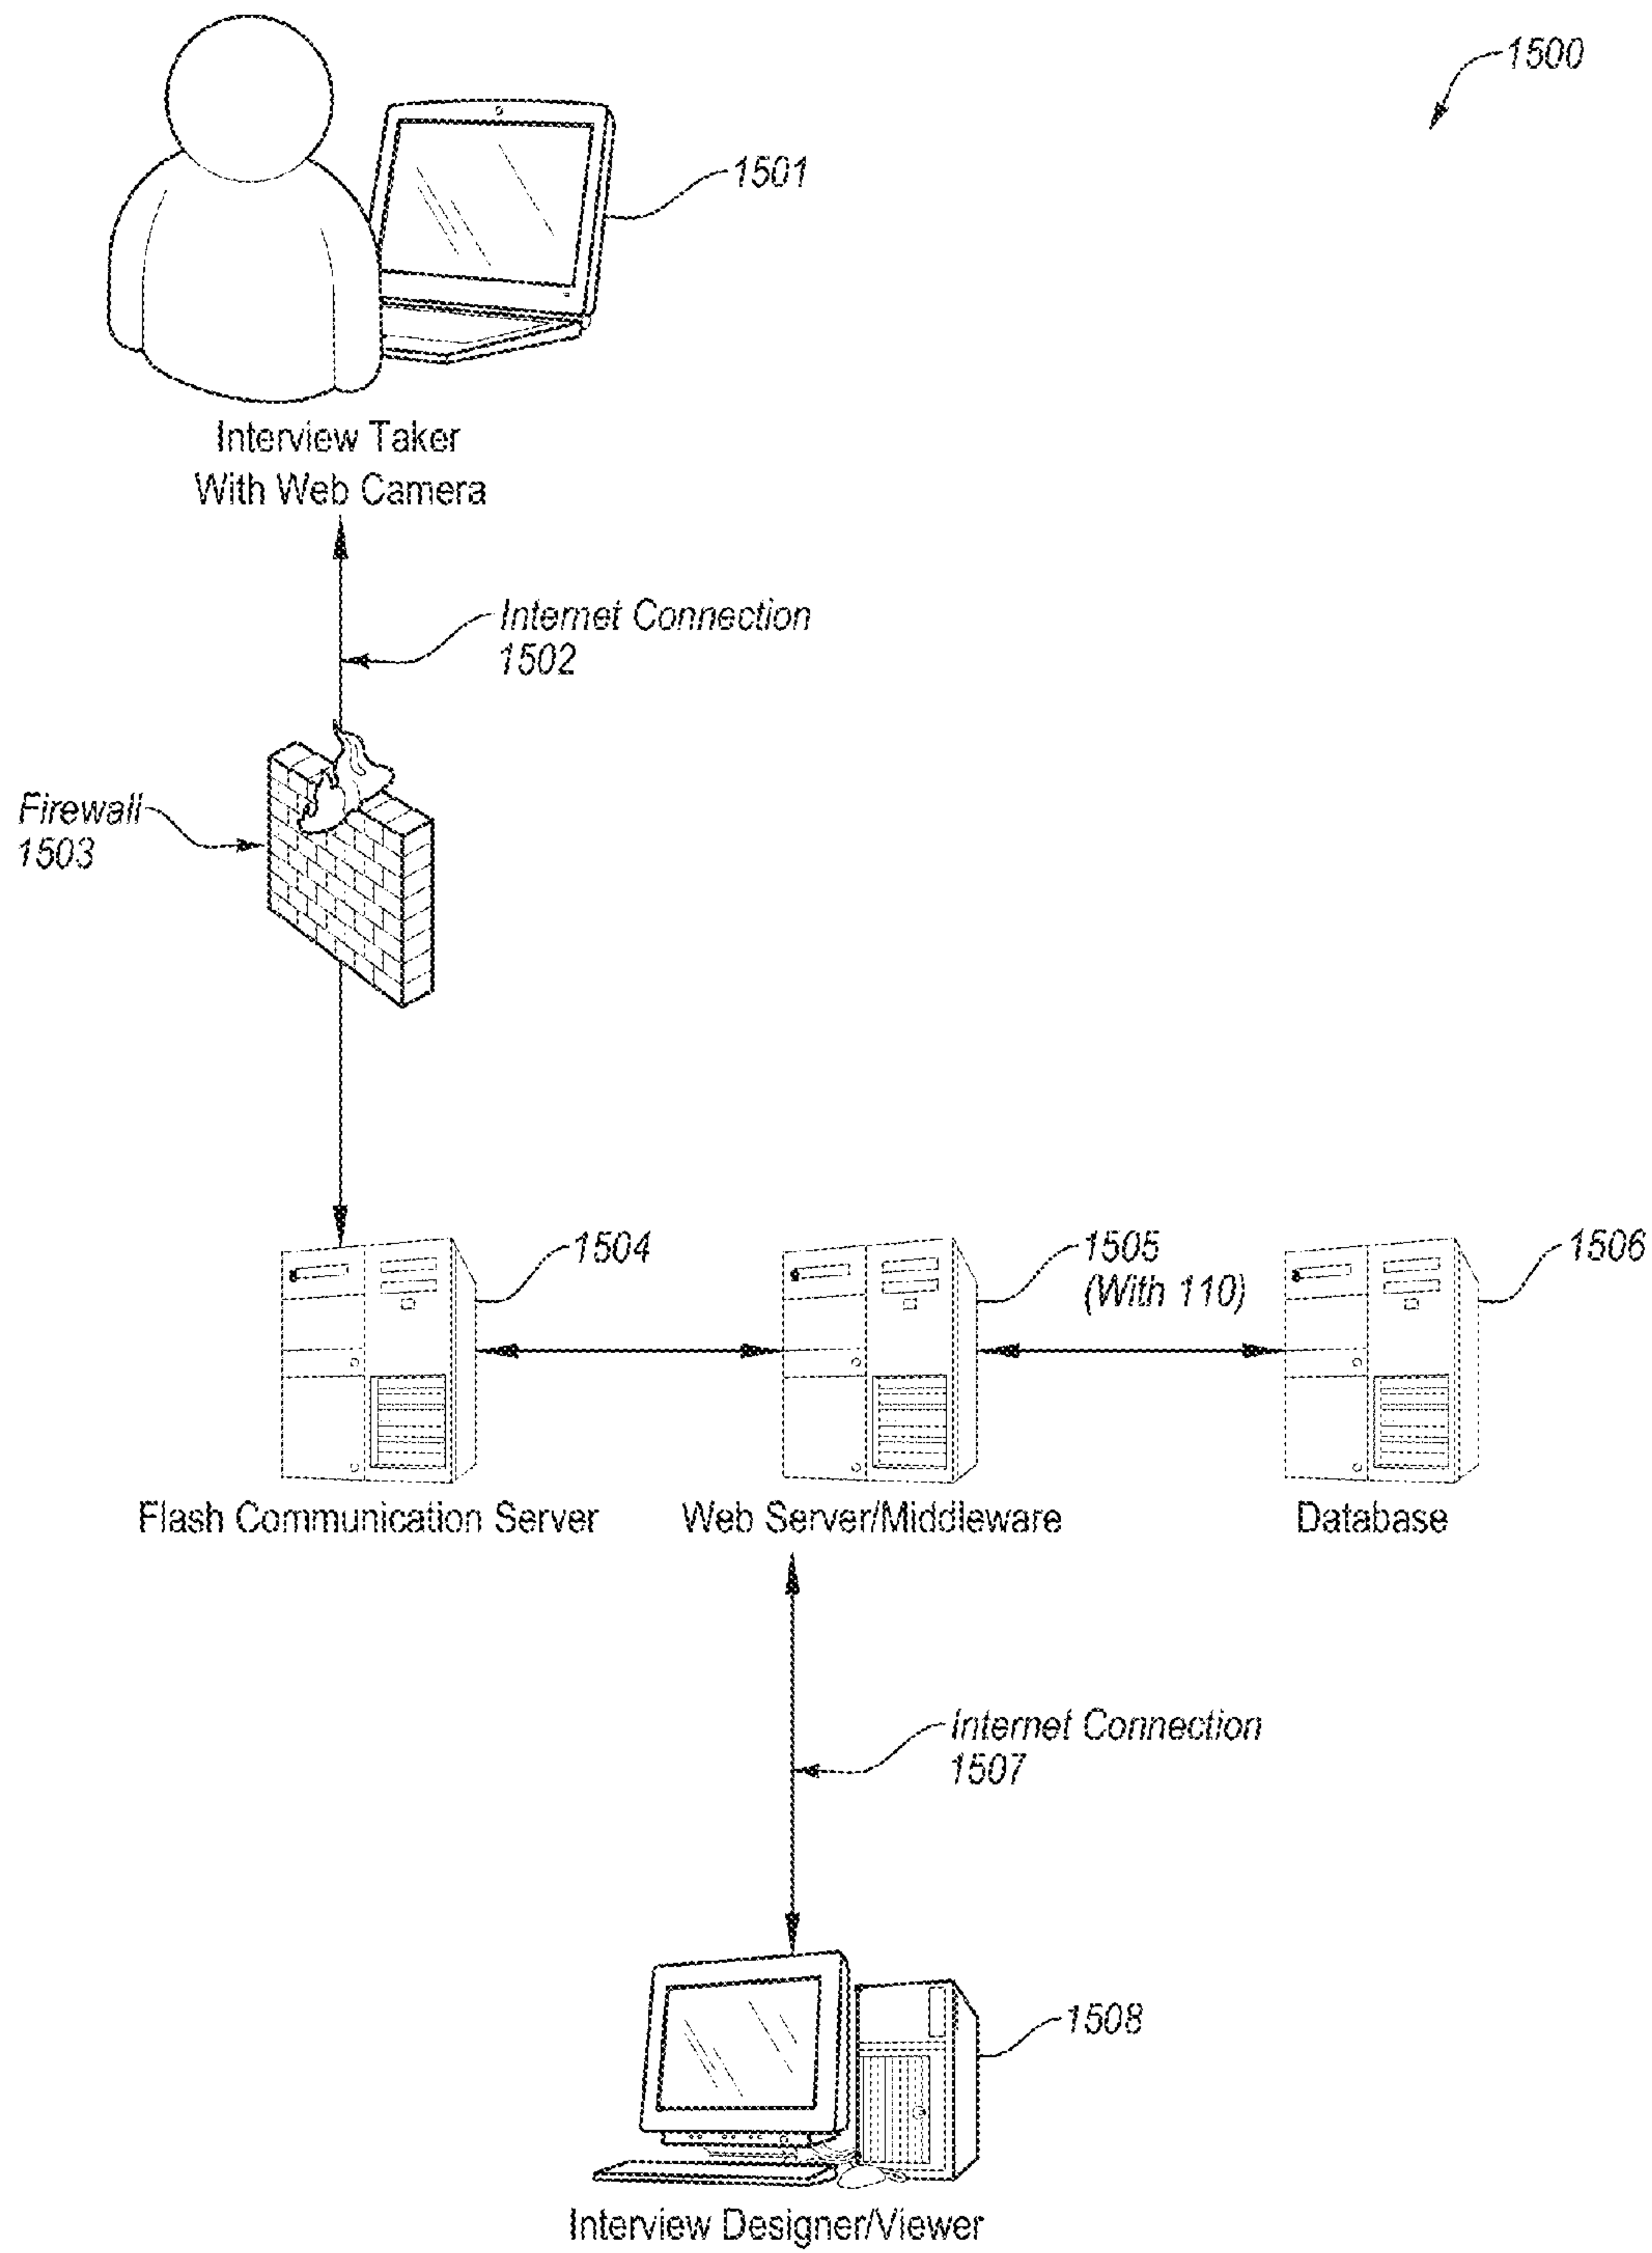 1500
1501
Interview Taker
With Web Camera
Internet Connection
1502
Firewall
1503
1504
1505
(With 110)
1506
Flash Communication Server
Web Server/Middleware
Database
Internet Connection
1507
1508
Interview Designer/Viewer